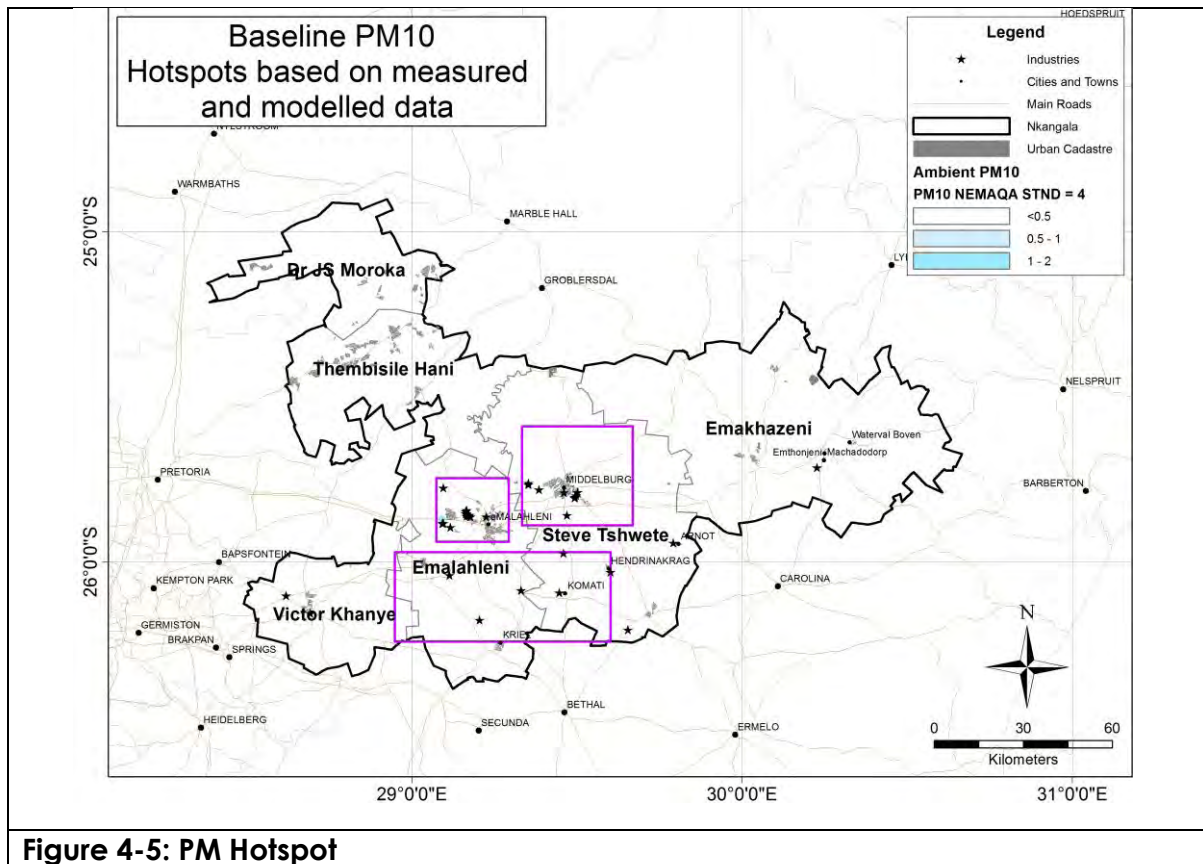 Baseline PM10
Hotspots based on measured
and modelled data
HOEDSPRUIT
Legend
Industries
Cities and Towns
Main Roads
Nkangala
Urban Cadastre
Ambient PM10
PM10 NEMAQA STND = 4
<0.5
0.5 - 1
1 - 2
WARMBATHS
MARBLE HALL
25°0'0"S
Dr JS Moroka
GROBLERSDAL
Thembisile Hani
NELSPRUIT
Emakhazeni
Waterval Boven
Emthonjeni
Machadodorp
PRETORIA
MIDDELBURG
BARBERTON
eMALAHLENI
Steve Tshwete
ARNOT
26°0'0"S
BAPSFONTEIN
Emalahleni
HENDRINAKRAG
KEMPTON PARK
KOMATI
CAROLINA
Victor Khanye
N
GERMISTON
BRAKPAN
KRIEL
SPRINGS
HEIDELBERG
SECUNDA
BETHAL
ERMELO
0 30 60
Kilometers
29°0'0"E
30°0'0"E
31°0'0"E
Figure 4-5: PM Hotspot